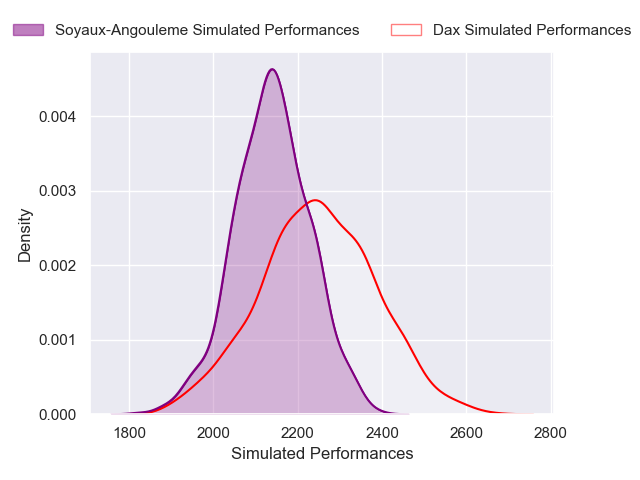 Soyaux-Angouleme Simulated Performances
Dax Simulated Performances
0.004
0.003
0.002
0.001
0.000
Density
1800 2000 2200 2400 2600 2800
Simulated Performances